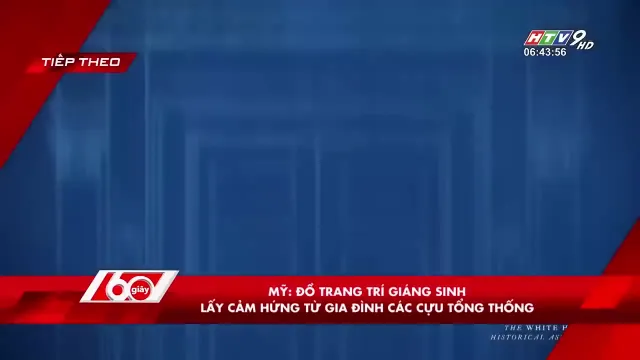 HTV9 HD
06:43:56
TIẾP THEO
60 giây
MỸ: ĐỒ TRANG TRÍ GIÁNG SINH
LẤY CẢM HỨNG TỪ GIA ĐÌNH CÁC CỰU TỔNG THỐNG
THE WHITE
HISTORICAL